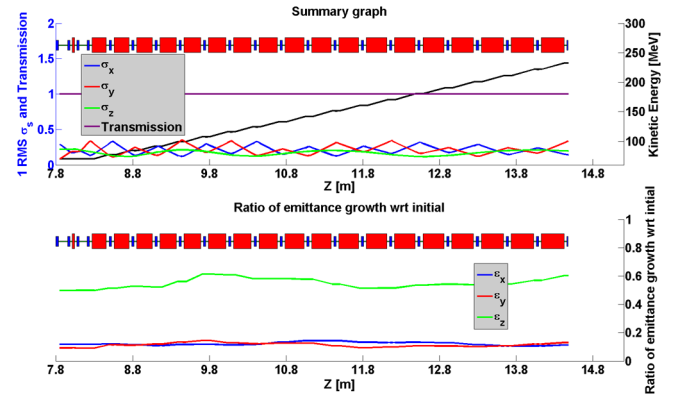 Summary graph
2
1.5
1
0.5
0
300
250
200
150
100
1 RMS σs and Transmission
Kinetic Energy [MeV]
σx
σy
σz
Transmission
7.8 8.8 9.8 10.8 11.8 12.8 13.8 14.8
Z [m]
Ratio of emittance growth wrt initial
1
0.8
0.6
0.4
0.2
0
Ratio of emittance growth wrt intial
εx
εy
εz
7.8 8.8 9.8 10.8 11.8 12.8 13.8 14.8
Z [m]